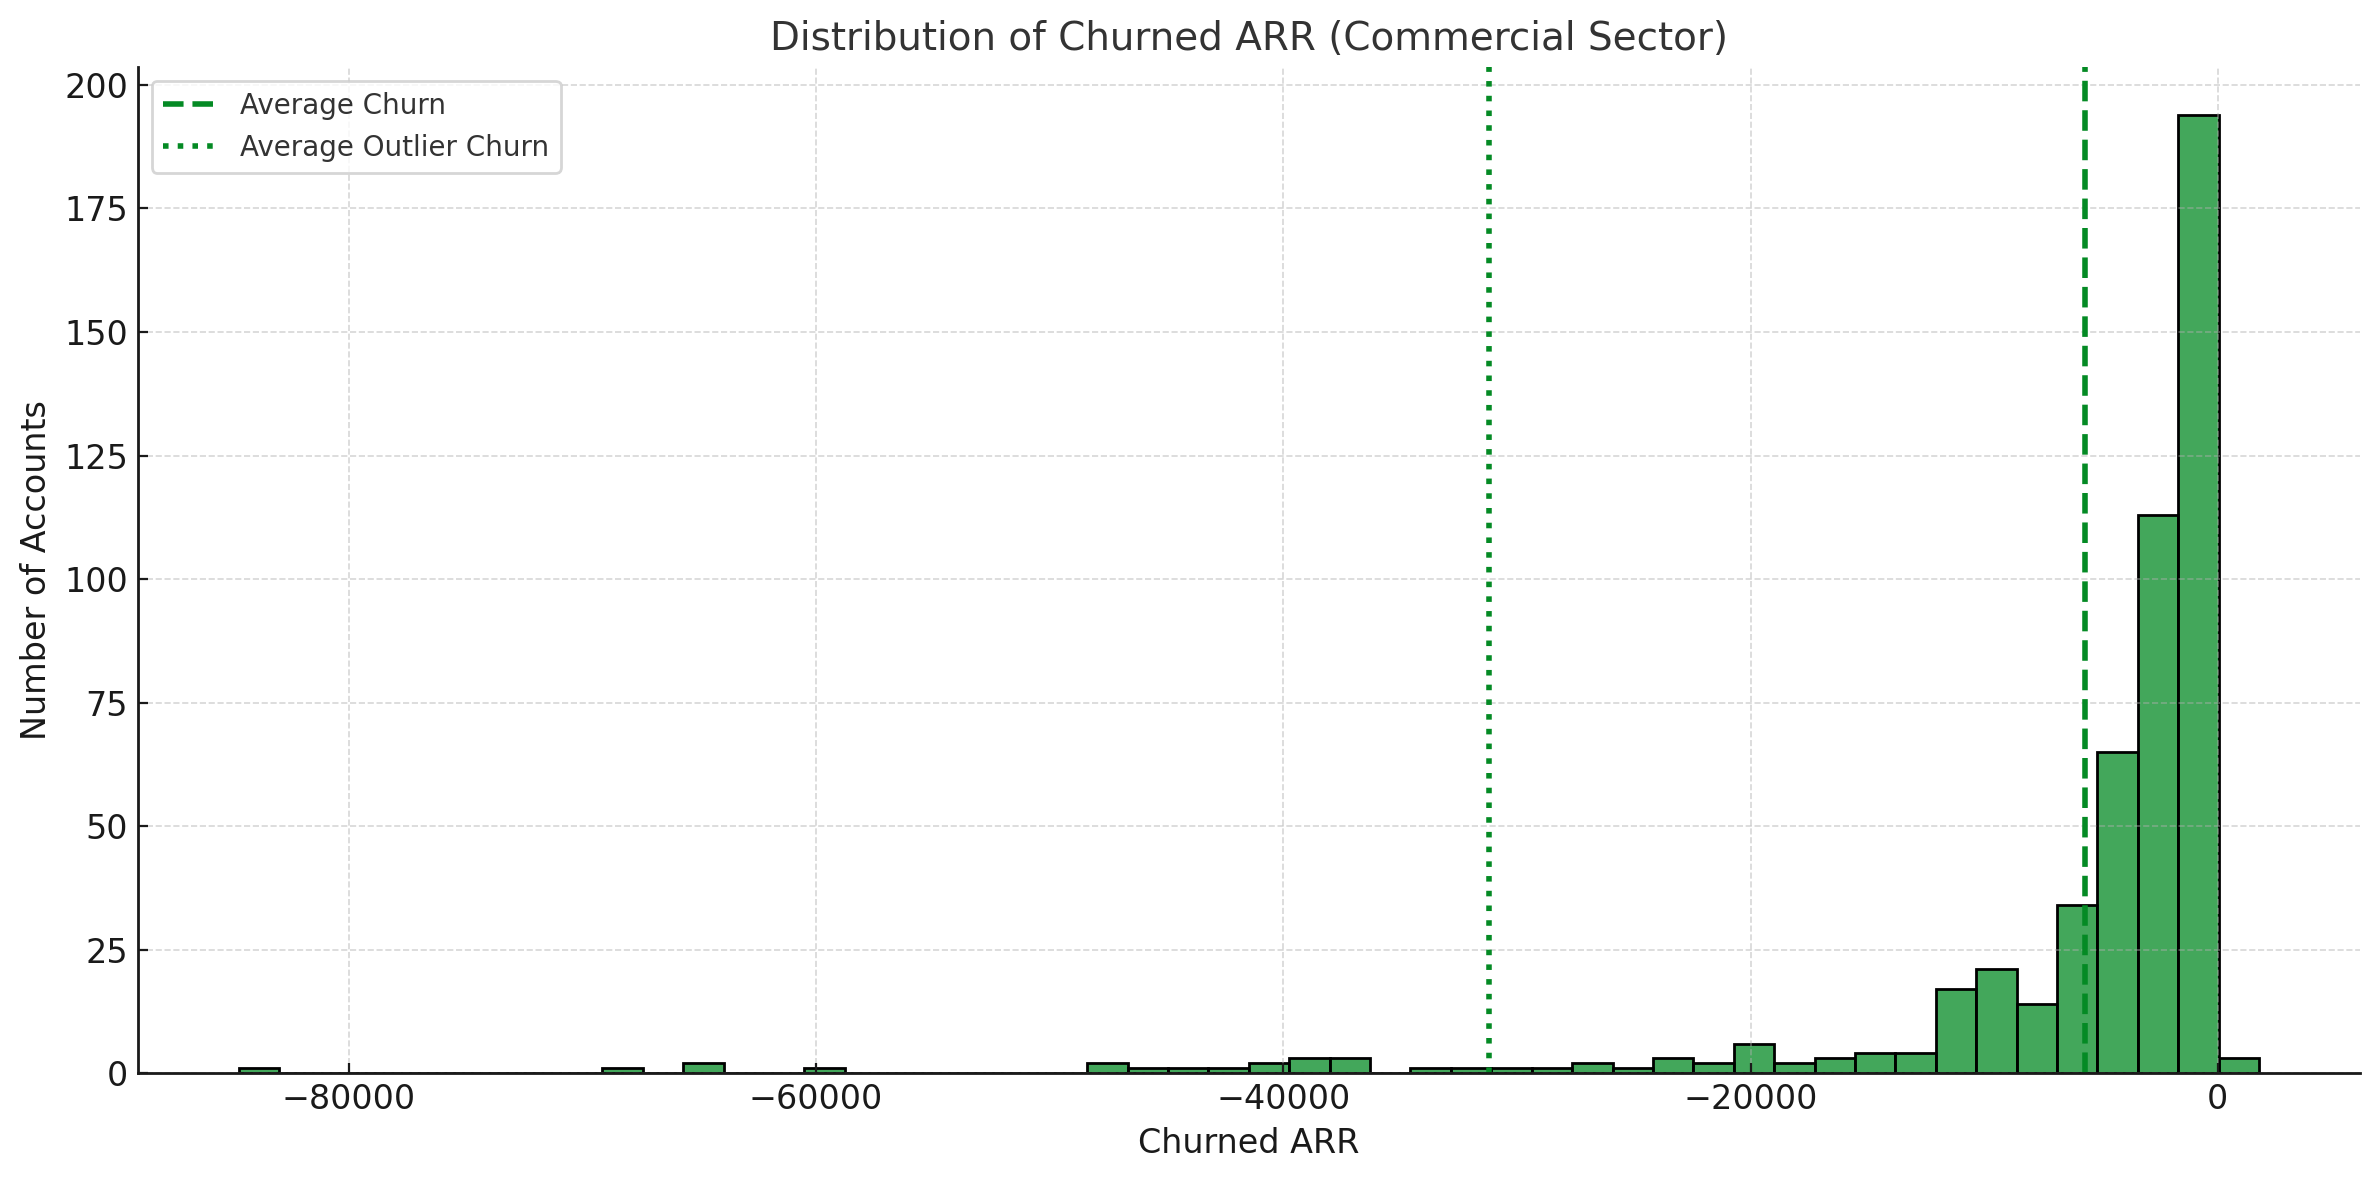 Distribution of Churned ARR (Commercial Sector)
Average Churn
Average Outlier Churn
200
175
150
125
100
75
50
25
0
Number of Accounts
−80000 −60000 −40000 −20000 0
Churned ARR